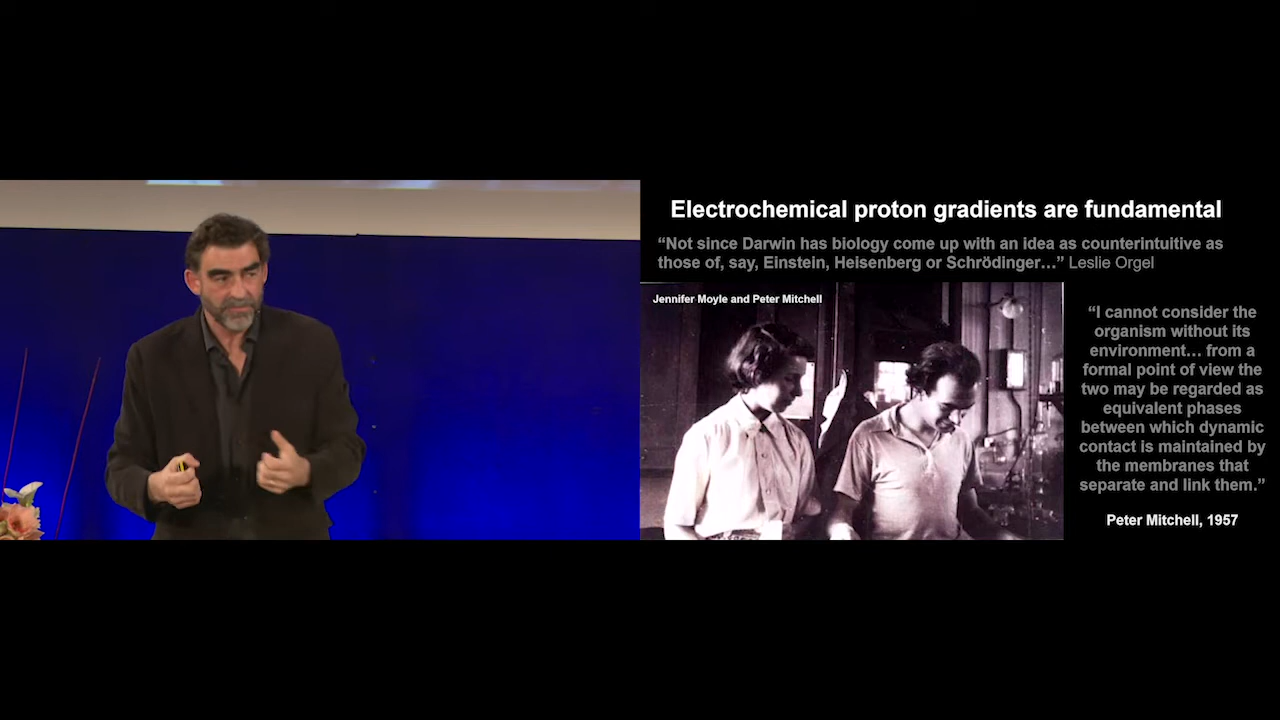 Electrochemical proton gradients are fundamental
“Not since Darwin has biology come up with an idea as counterintuitive as
those of, say, Einstein, Heisenberg or Schrödinger…” Leslie Orgel
Jennifer Moyle and Peter Mitchell
“I cannot consider the
organism without its
environment… from a
formal point of view the
two may be regarded as
equivalent phases
between which dynamic
contact is maintained by
the membranes that
separate and link them.”
Peter Mitchell, 1957